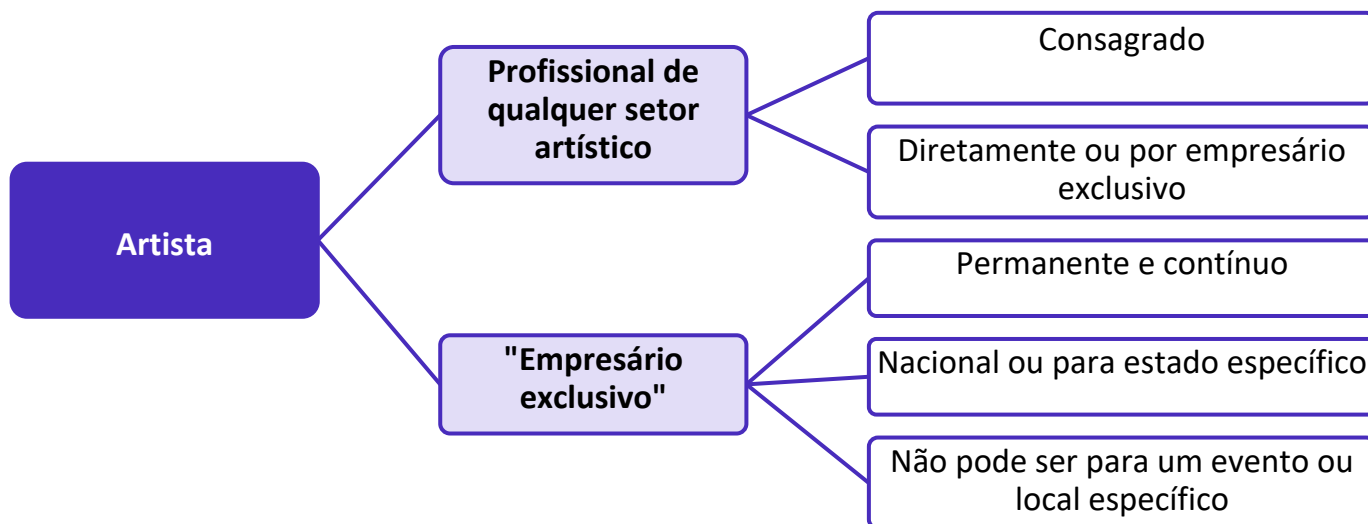 Artista
Profissional de
qualquer setor
artístico
Consagrado
Diretamente ou por empresário
exclusivo
"Empresário
exclusivo"
Permanente e contínuo
Nacional ou para estado específico
Não pode ser para um evento ou
local específico